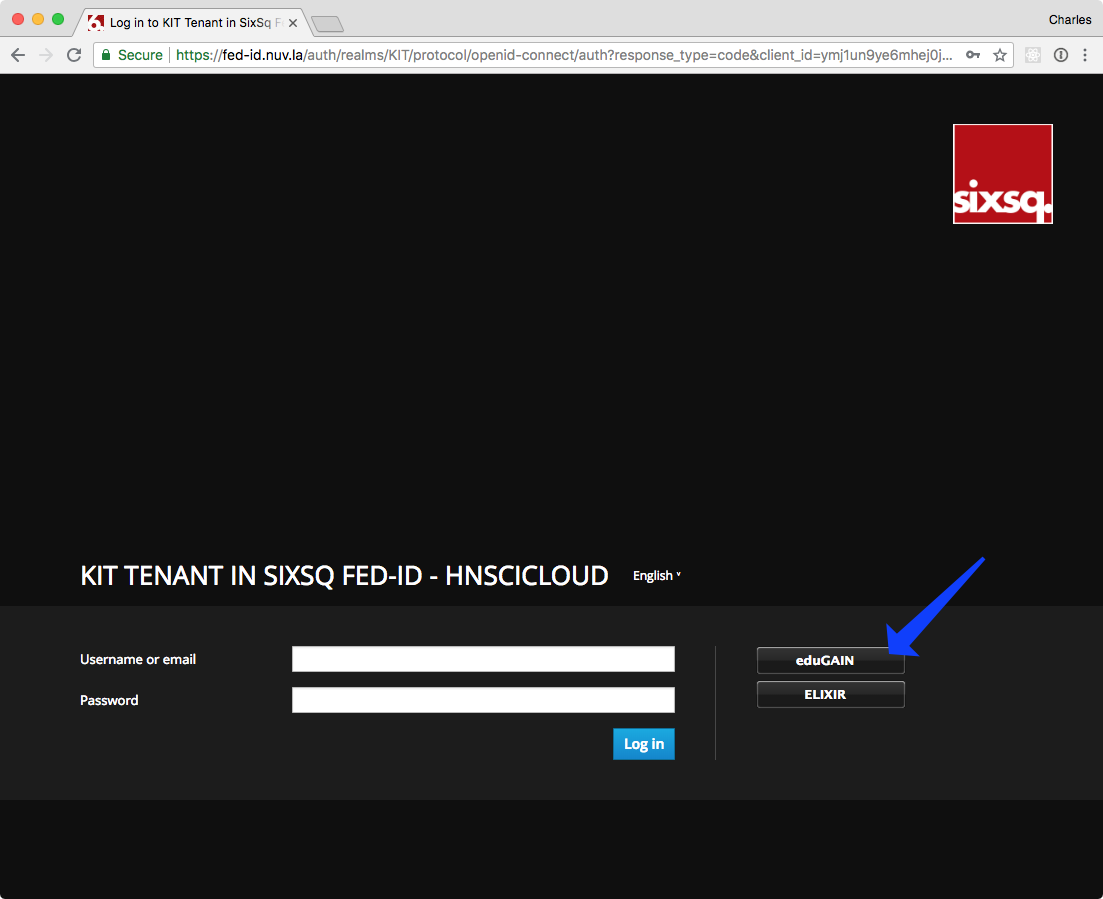 Log in to KIT Tenant in SixSq F
Charles
Secure
https://fed-id.nuv.la/auth/realms/KIT/protocol/openid-connect/auth?response_type=code&client_id=ymj1un9ye6mhej0j...
sixsq.
KIT TENANT IN SIXSQ FED-ID - HNSCICLOUD
English
Username or email
eduGAIN
ELIXIR
Password
Log in